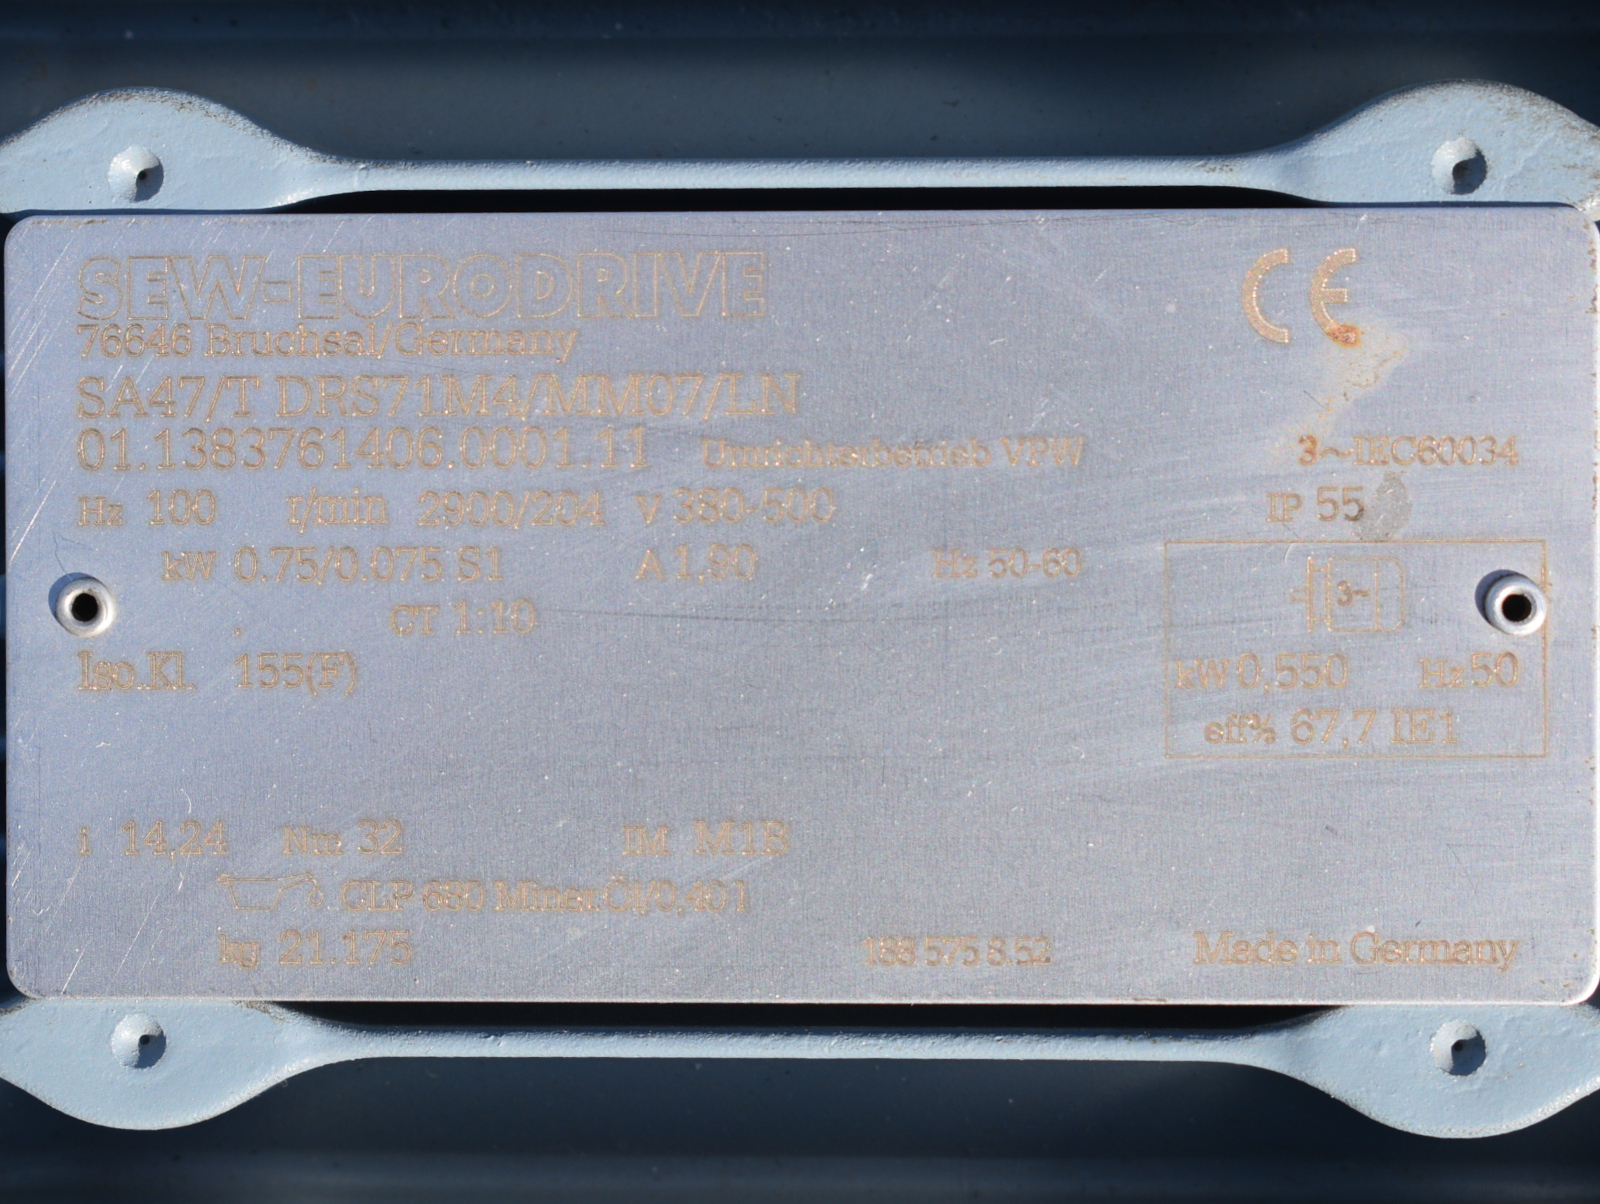 SEW-EURODRIVE CE
76646 Bruchsal/Germany
SA47/T DRS71M4/MM07/LN
01.1383761406.0001.11 Umrichterbetrieb VPW 3~IEC60034
Hz 100 r/min 2900/204 V 380-500 IP 55
kW 0.75/0.075 S1 A 1,90 Hz 50-60
CT 1:10 3~
Iso.Kl. 155(F) kW 0,550 Hz 50
eff% 67,7 IE1
i 14,24 Nm 32 IM M1B
CLP 680 Miner.Öl/0,40 l
kg 21.175 188 575 8.52 Made in Germany